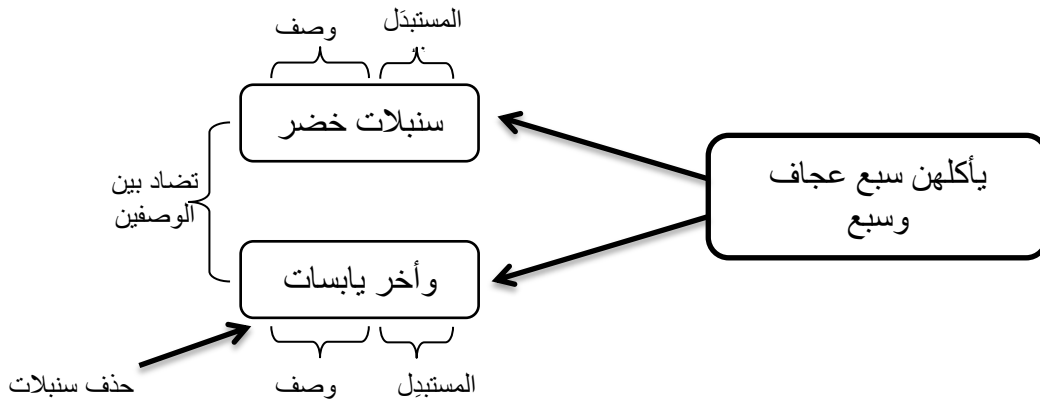 المستبدَل
وصف
سنبلات خضر
يأكلهن سبع عجاف
وسبع
تضاد بين
الوصفين
وأخر يابسات
المستبدِل
وصف
حذف سنبلات